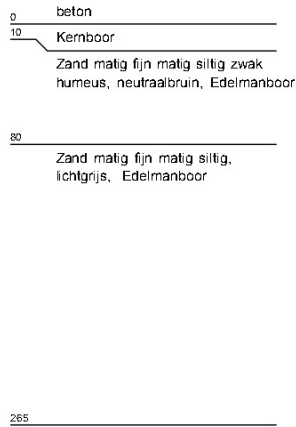 beton
0
10
Kernboor
Zand matig fijn matig siltig zwak
humeus, neutraalbruin, Edelmanboor
80
Zand matig fijn matig siltig,
lichtgrijs, Edelmanboor
265